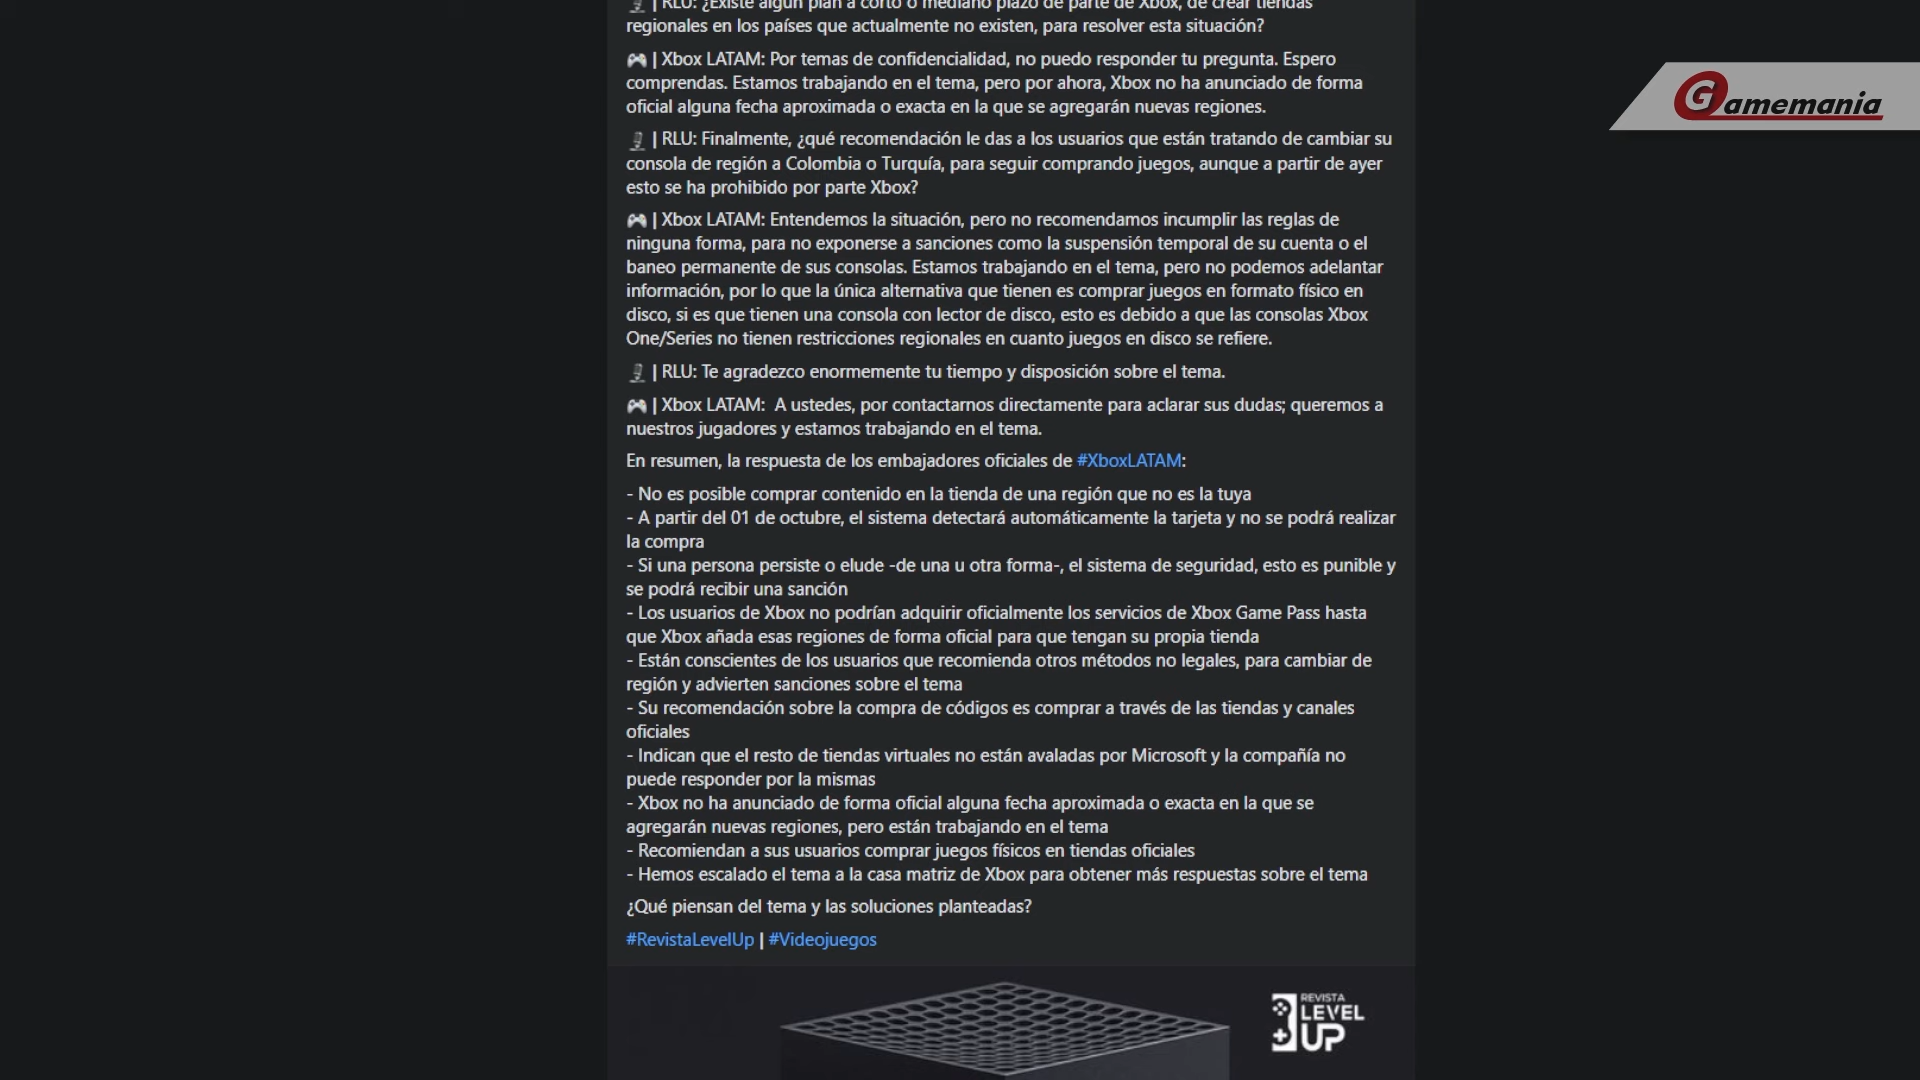 | RLU: ¿Existe algún plan a corto o mediano plazo de parte de Xbox, de crear tiendas
regionales en los países que actualmente no existen, para resolver esta situación?
| Xbox LATAM: Por temas de confidencialidad, no puedo responder tu pregunta. Espero
comprendas. Estamos trabajando en el tema, pero por ahora, Xbox no ha anunciado de forma
oficial alguna fecha aproximada o exacta en la que se agregarán nuevas regiones.
| RLU: Finalmente, ¿qué recomendación le das a los usuarios que están tratando de cambiar su
consola de región a Colombia o Turquía, para seguir comprando juegos, aunque a partir de ayer
esto se ha prohibido por parte Xbox?
| Xbox LATAM: Entendemos la situación, pero no recomendamos incumplir las reglas de
ninguna forma, para no exponerse a sanciones como la suspensión temporal de su cuenta o el
baneo permanente de sus consolas. Estamos trabajando en el tema, pero no podemos adelantar
información, por lo que la única alternativa que tienen es comprar juegos en formato físico en
disco, si es que tienen una consola con lector de disco, esto es debido a que las consolas Xbox
One/Series no tienen restricciones regionales en cuanto juegos en disco se refiere.
| RLU: Te agradezco enormemente tu tiempo y disposición sobre el tema.
| Xbox LATAM: A ustedes, por contactarnos directamente para aclarar sus dudas; queremos a
nuestros jugadores y estamos trabajando en el tema.
En resumen, la respuesta de los embajadores oficiales de #XboxLATAM:
- No es posible comprar contenido en la tienda de una región que no es la tuya
- A partir del 01 de octubre, el sistema detectará automáticamente la tarjeta y no se podrá realizar
la compra
- Si una persona persiste o elude -de una u otra forma-, el sistema de seguridad, esto es punible y
se podrá recibir una sanción
- Los usuarios de Xbox no podrían adquirir oficialmente los servicios de Xbox Game Pass hasta
que Xbox añada esas regiones de forma oficial para que tengan su propia tienda
- Están conscientes de los usuarios que recomienda otros métodos no legales, para cambiar de
región y advierten sanciones sobre el tema
- Su recomendación sobre la compra de códigos es comprar a través de las tiendas y canales
oficiales
- Indican que el resto de tiendas virtuales no están avaladas por Microsoft y la compañía no
puede responder por la mismas
- Xbox no ha anunciado de forma oficial alguna fecha aproximada o exacta en la que se
agregarán nuevas regiones, pero están trabajando en el tema
- Recomiendan a sus usuarios comprar juegos físicos en tiendas oficiales
- Hemos escalado el tema a la casa matriz de Xbox para obtener más respuestas sobre el tema
¿Qué piensan del tema y las soluciones planteadas?
#RevistaLevelUp | #Videojuegos
Gamemania
REVISTA
LEVEL
UP